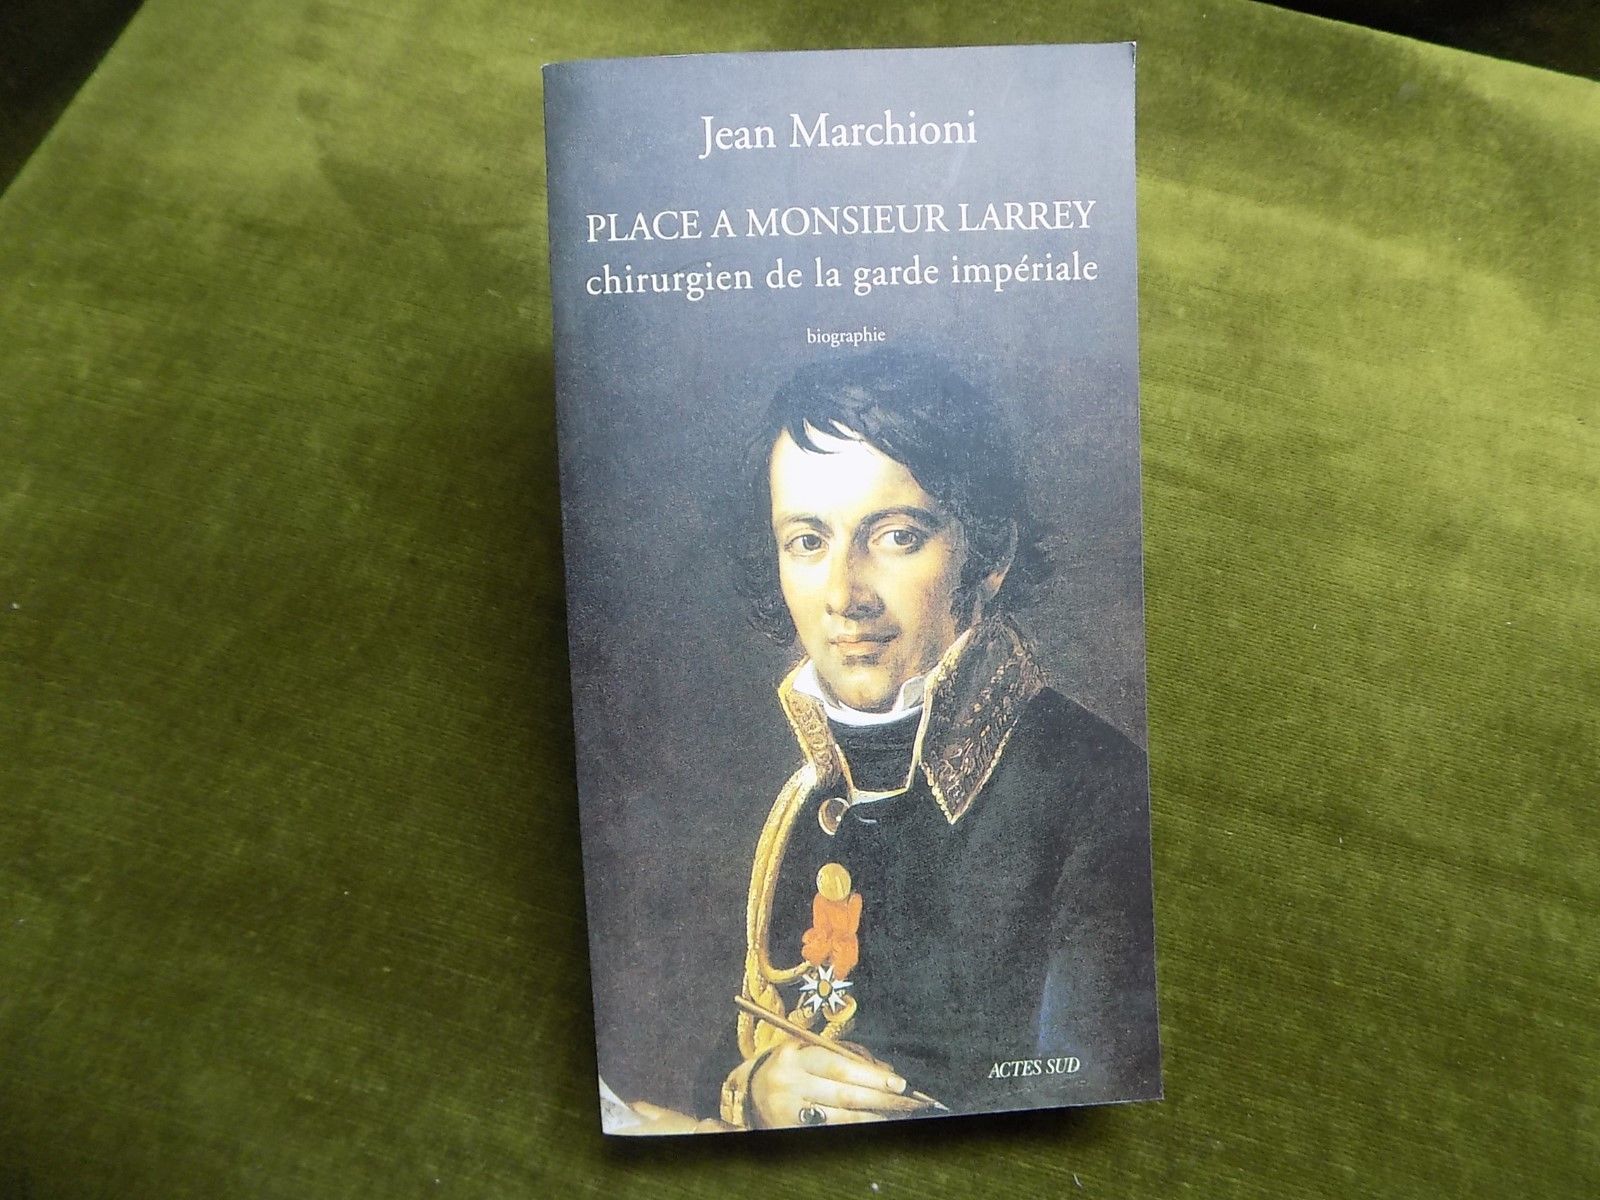 Jean Marchioni
PLACE A MONSIEUR LARREY
chirurgien de la garde impériale
biographie
ACTES SUD